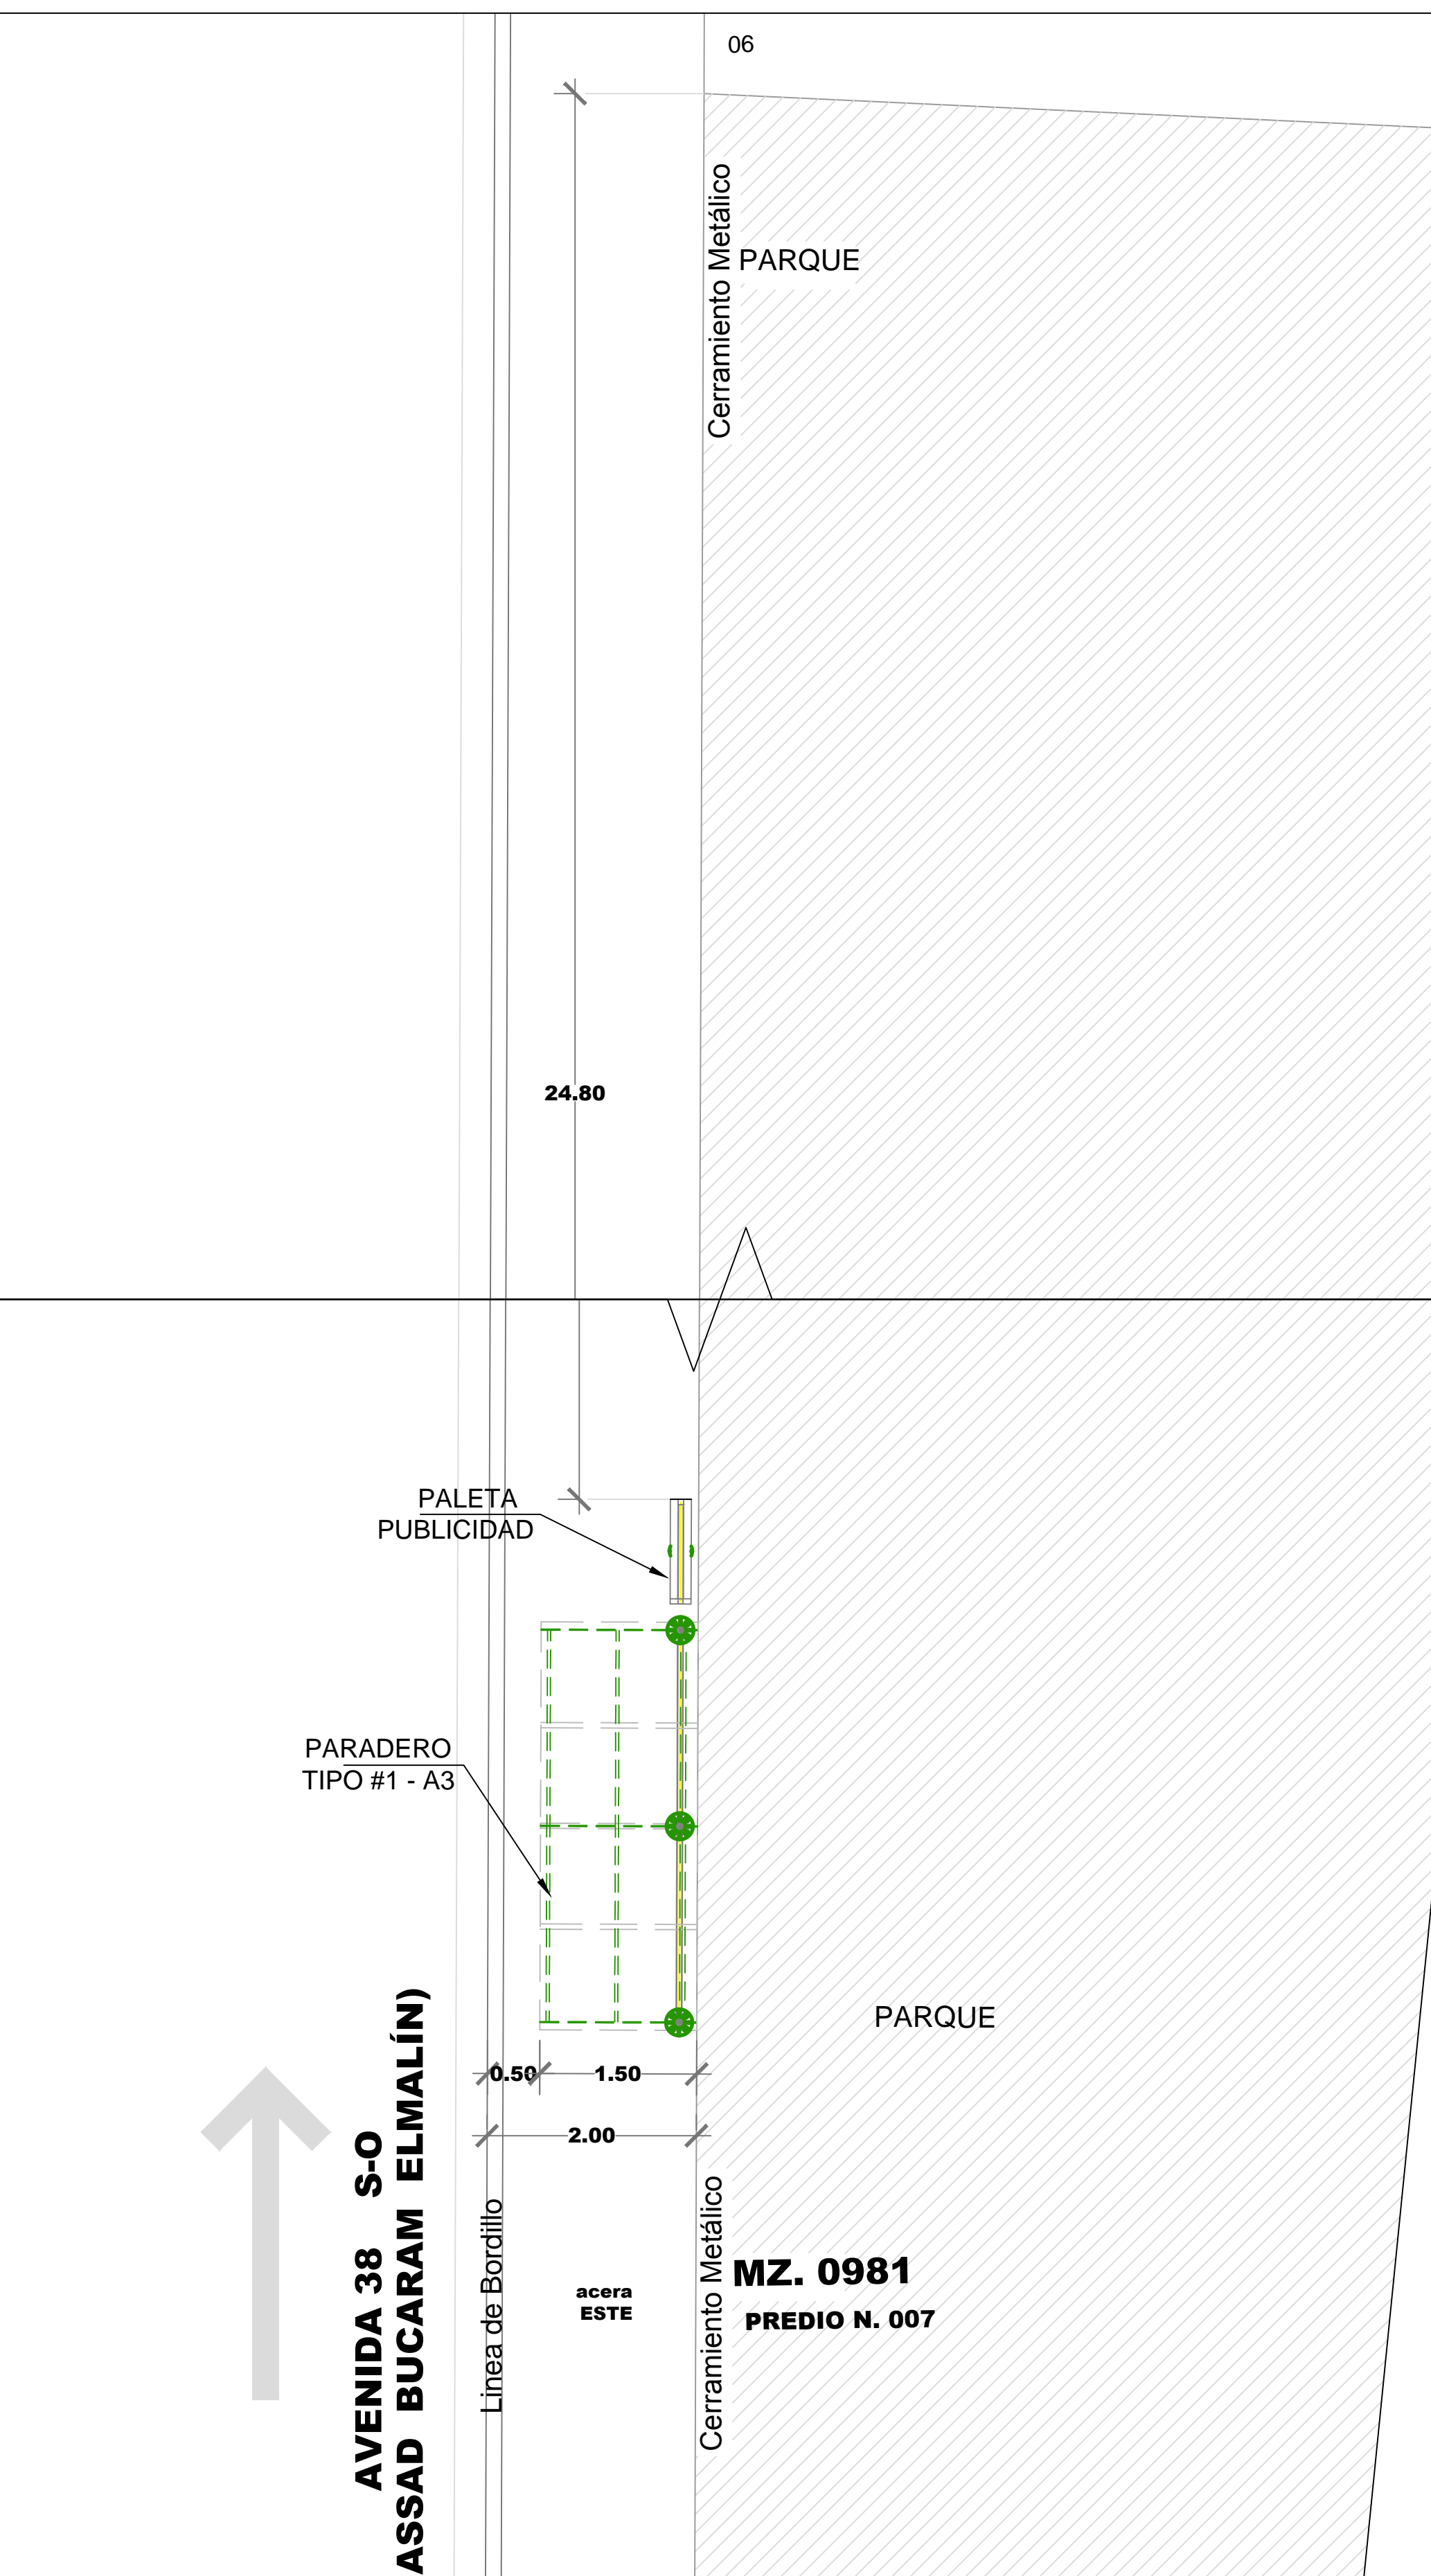 06
Cerramiento Metálico
PARQUE
24.80
PALETA
PUBLICIDAD
PARADERO
TIPO #1 - A3
PARQUE
0.50
1.50
2.00
AVENIDA 38 S-O
ASSAD BUCARAM ELMALÍN)
Linea de Bordillo
acera
ESTE
Cerramiento Metálico
MZ. 0981
PREDIO N. 007